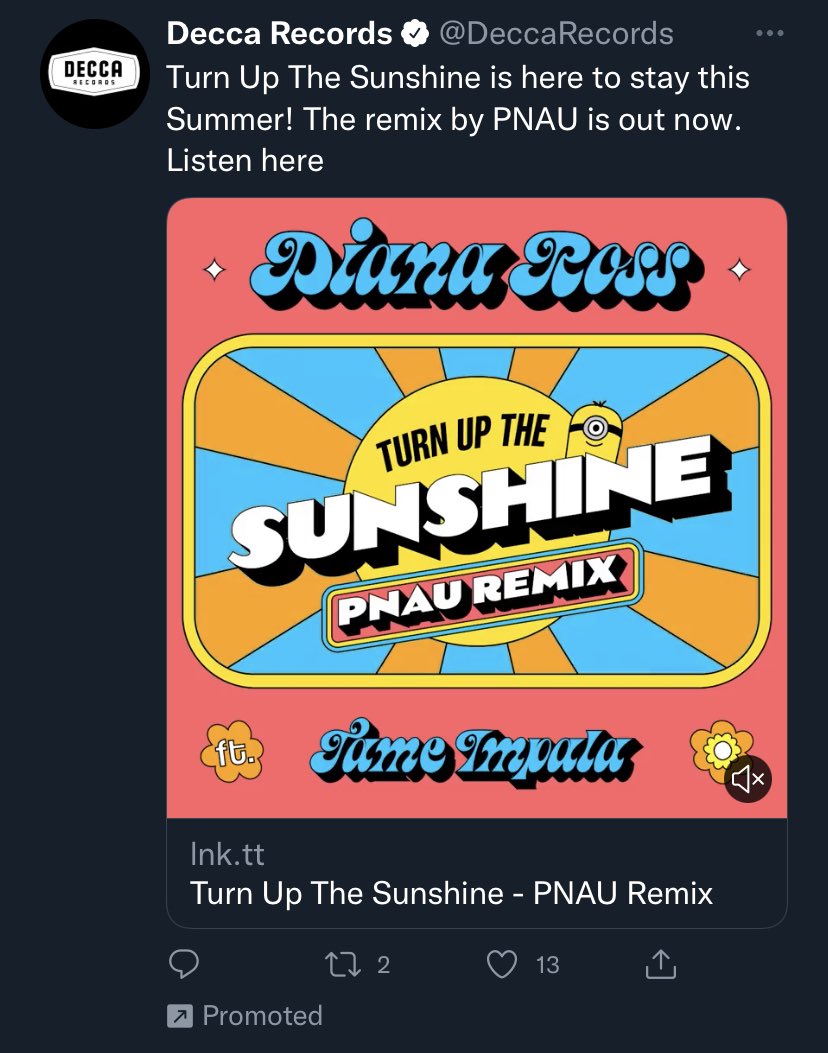 Decca Records @DeccaRecords
DECCA
RECORDS
Turn Up The Sunshine is here to stay this
Summer! The remix by PNAU is out now.
Listen here
Diana Ross
TURN UP THE
SUNSHINE
PNAU REMIX
ft. Tame Impala
lnk.tt
Turn Up The Sunshine - PNAU Remix
2 13
Promoted